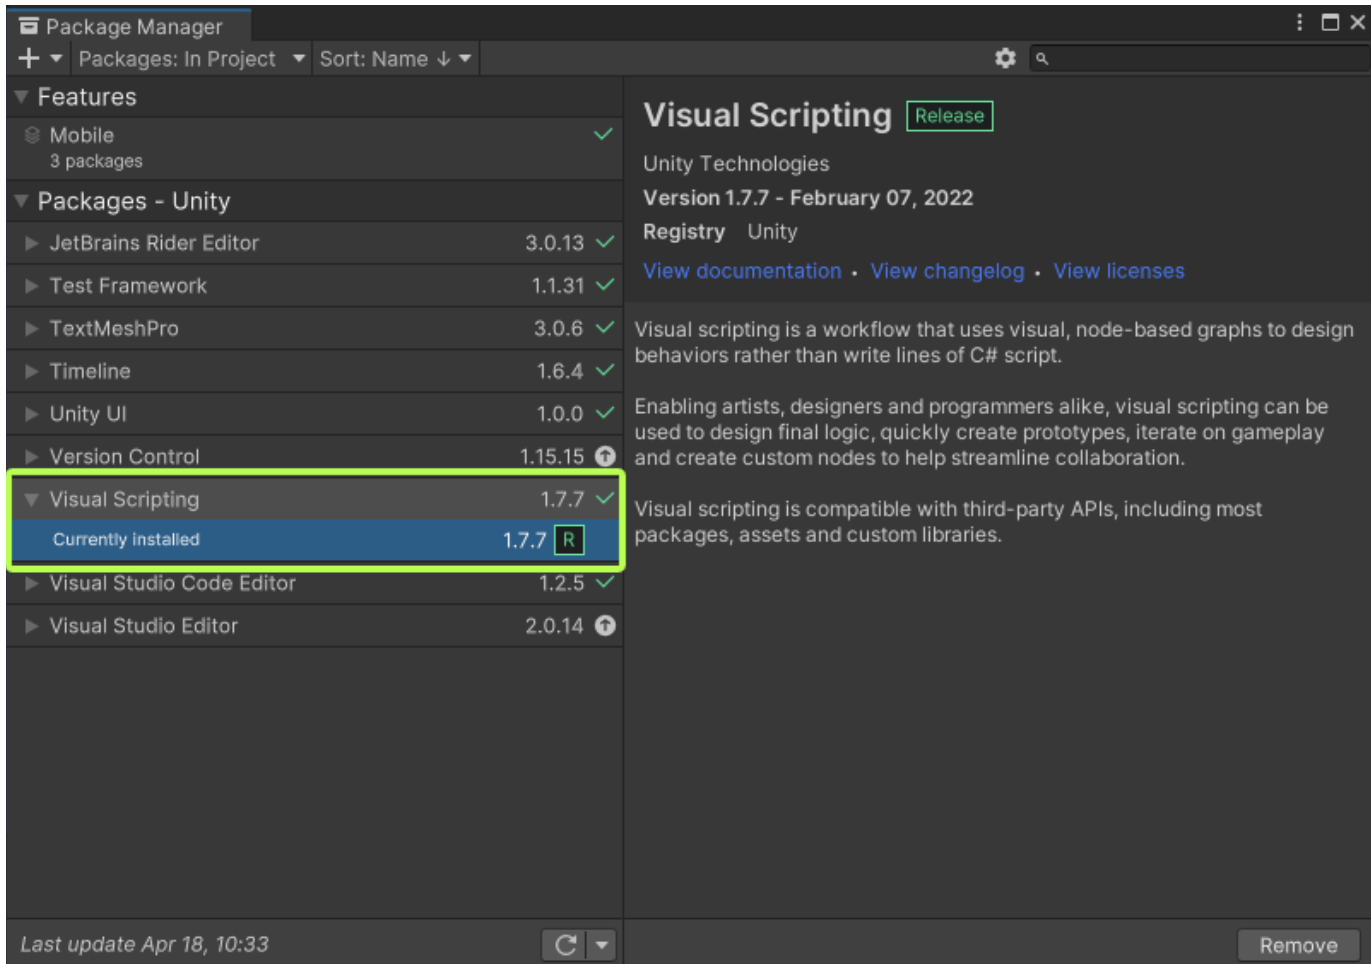 Package Manager
Packages: In Project
Sort: Name ↓
Features
Mobile
3 packages
Packages - Unity
JetBrains Rider Editor 3.0.13
Test Framework 1.1.31
TextMeshPro 3.0.6
Timeline 1.6.4
Unity UI 1.0.0
Version Control 1.15.15
Visual Scripting 1.7.7
Currently installed 1.7.7 R
Visual Studio Code Editor 1.2.5
Visual Studio Editor 2.0.14
Last update Apr 18, 10:33
Visual Scripting Release
Unity Technologies
Version 1.7.7 - February 07, 2022
Registry Unity
View documentation • View changelog • View licenses
Visual scripting is a workflow that uses visual, node-based graphs to design
behaviors rather than write lines of C# script.
Enabling artists, designers and programmers alike, visual scripting can be
used to design final logic, quickly create prototypes, iterate on gameplay
and create custom nodes to help streamline collaboration.
Visual scripting is compatible with third-party APIs, including most
packages, assets and custom libraries.
Remove